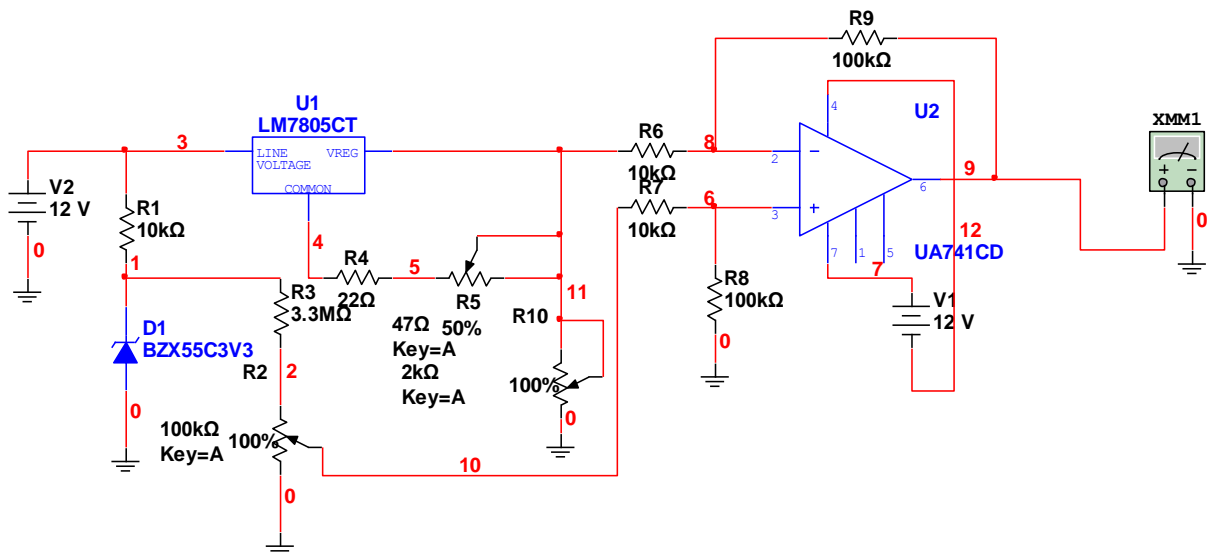 R9
100kΩ
4
U2
U1
LM7805CT
XMM1
3
LINE
VOLTAGE
VREG
COMMON
R6
10kΩ
8
2
V2
12 V
0
R1
10kΩ
R7
10kΩ
6
3
6
9
+
−
0
4
R4
22Ω
5
R5
50%
47Ω
Key=A
2kΩ
Key=A
11
12
7
1
5
UA741CD
7
V1
12 V
R8
100kΩ
0
1
R3
3.3MΩ
D1
BZX55C3V3
0
R2
2
R10
100%
0
100kΩ
Key=A
100%
10
0